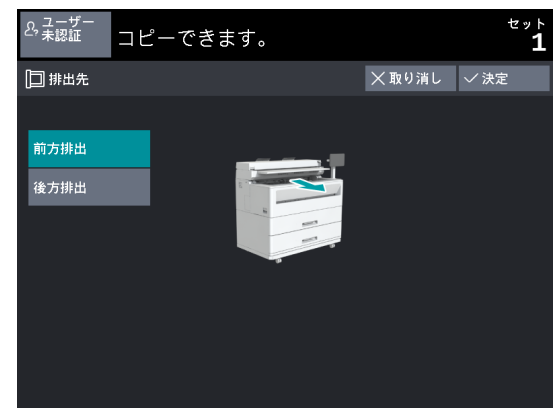 ユーザー
未認証
コピーできます。
セット
1
排出先
取り消し
決定
前方排出
後方排出